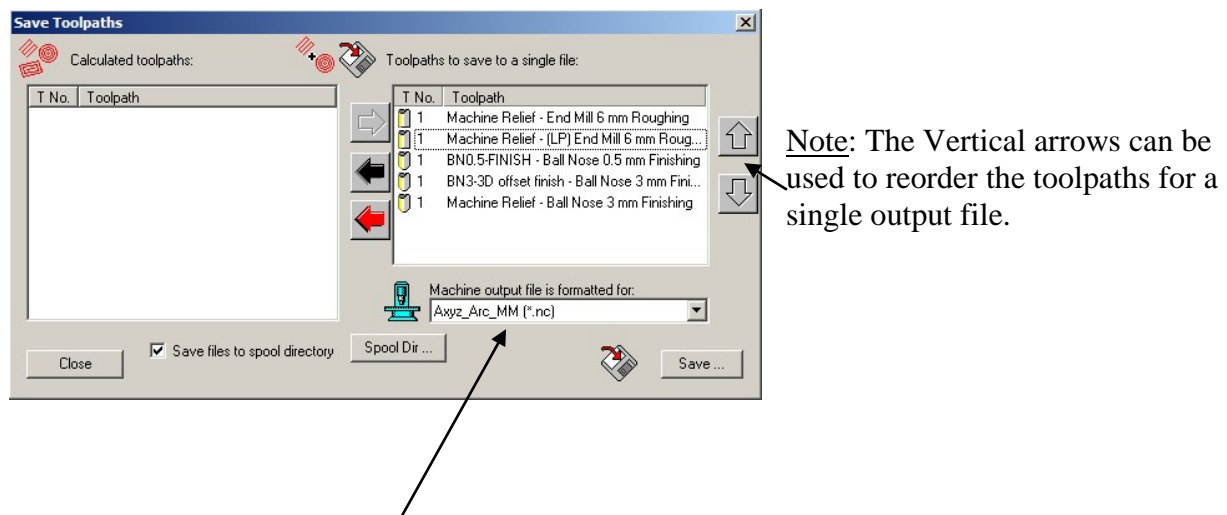 Save Toolpaths
Calculated toolpaths:
Toolpaths to save to a single file:
T No. Toolpath
T No. Toolpath
1 Machine Relief - End Mill 6 mm Roughing
1 Machine Relief - (LP) End Mill 6 mm Roug...
1 BN0.5-FINISH - Ball Nose 0.5 mm Finishing
1 BN3-3D offset finish - Ball Nose 3 mm Fini...
1 Machine Relief - Ball Nose 3 mm Finishing
Machine output file is formatted for:
Axyz_Arc_MM (*.nc)
Close
Save files to spool directory
Spool Dir ...
Save ...
Note: The Vertical arrows can be
used to reorder the toolpaths for a
single output file.